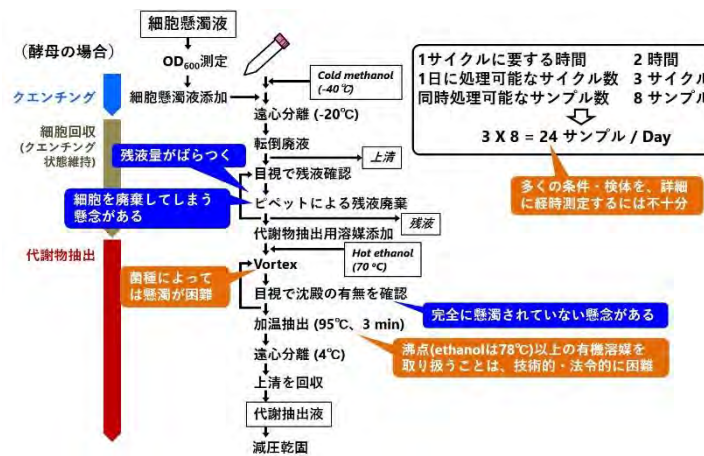 細胞懸濁液
（酵母の場合）
OD600測定
Cold methanol
(-40℃)
クエンチング
細胞懸濁液添加
遠心分離 (-20℃)
細胞回収
(クエンチング
状態維持)
転倒廃液
上清
残液量がばらつく
目視で残液確認
細胞を廃棄してしまう
懸念がある
ピペットによる残液廃棄
残液
代謝物抽出用溶媒添加
代謝物抽出
Hot ethanol
(70 ℃)
Vortex
菌種によって
は懸濁が困難
目視で沈殿の有無を確認
完全に懸濁されていない懸念がある
加温抽出 (95℃、3 min)
沸点(ethanolは78℃)以上の有機溶媒を
取り扱うことは、技術的・法令的に困難
遠心分離 (4℃)
上清を回収
代謝抽出液
減圧乾固
1サイクルに要する時間 2 時間
1日に処理可能なサイクル数 3 サイクル
同時処理可能なサンプル数 8 サンプル
3 X 8 = 24 サンプル / Day
多くの条件・検体を、詳細
に経時測定するには不十分